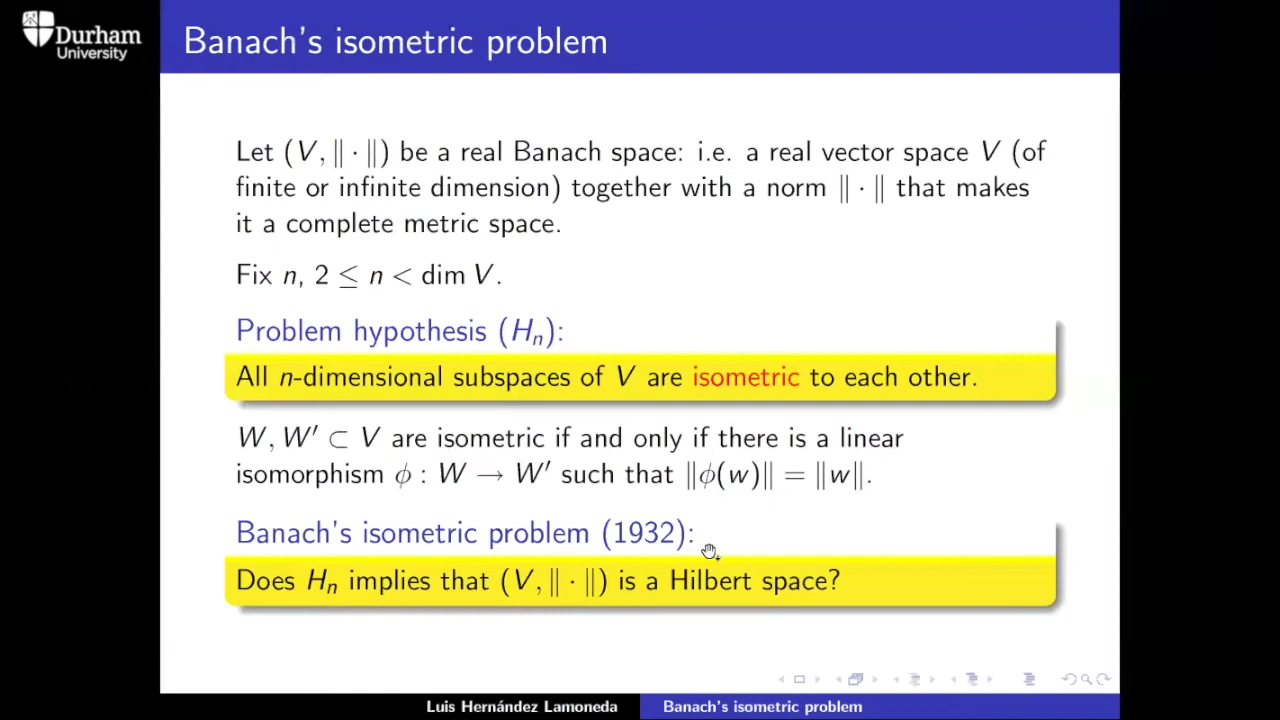 Durham
University
Banach's isometric problem
Let (V, ‖ · ‖) be a real Banach space: i.e. a real vector space V (of
finite or infinite dimension) together with a norm ‖ · ‖ that makes
it a complete metric space.
Fix n, 2 ≤ n < dim V.
Problem hypothesis (Hₙ):
All n-dimensional subspaces of V are isometric to each other.
W, W′ ⊂ V are isometric if and only if there is a linear
isomorphism ϕ : W → W′ such that ‖ϕ(w)‖ = ‖w‖.
Banach's isometric problem (1932):
Does Hₙ implies that (V, ‖ · ‖) is a Hilbert space?
Luis Hernández Lamoneda Banach's isometric problem